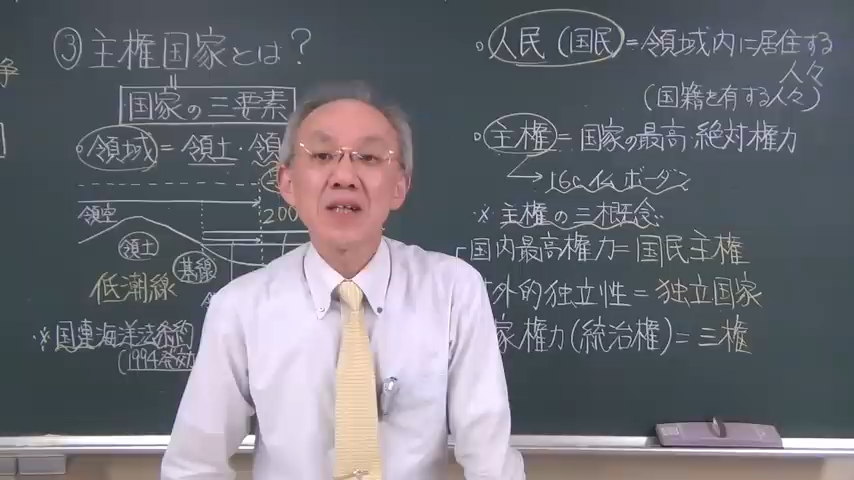 争
③主権国家とは?
国家の三要素
○領域=領土・領
領空
200
領土
基線
低潮線
※国連海洋法条約
(1994発効
○人民(国民)=領域内に居住する
人々
(国籍を有する人々)
○主権=国家の最高・絶対権力
→16c.仏.ボーダン
※主権の三概念
国内最高権力=国民主権
外的独立性=独立国家
家権力(統治権)=三権